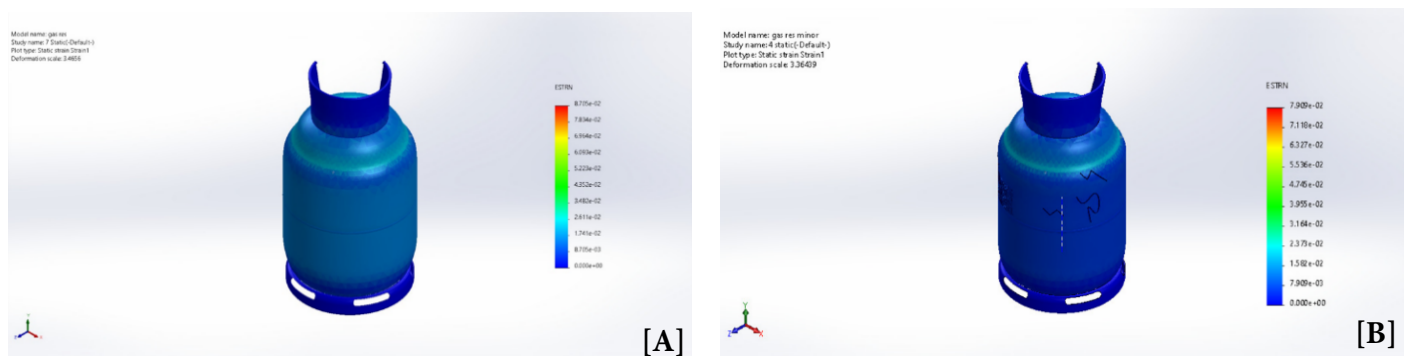 Model name: gas res
Study name: 7 Static(-Default-)
Plot type: Static strain Strain1
Deformation scale: 3.4656
ESTRN
8.705e-02
7.834e-02
6.964e-02
6.093e-02
5.223e-02
4.352e-02
3.482e-02
2.611e-02
1.741e-02
8.705e-03
0.000e+00
[A]
Model name: gas res minor
Study name: 4 static(-Default-)
Plot type: Static strain Strain1
Deformation scale: 3.36439
ESTRN
7.909e-02
7.118e-02
6.327e-02
5.536e-02
4.745e-02
3.955e-02
3.164e-02
2.373e-02
1.582e-02
7.909e-03
0.000e+00
Y
Z
X
[B]